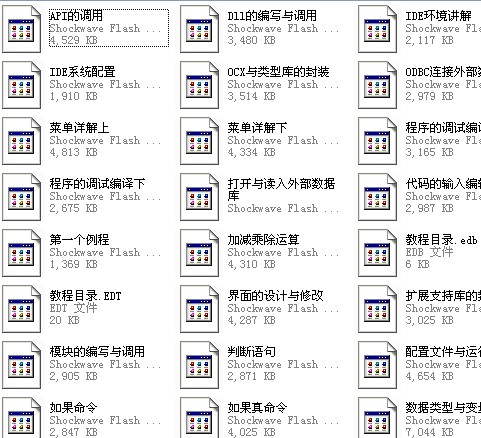 API的调用
Shockwave Flash ...
4,529 KB
Dll的编写与调用
Shockwave Flash ...
3,480 KB
IDE环境讲解
Shockwave Flash
2,117 KB
IDE系统配置
Shockwave Flash ...
1,910 KB
OCX与类型库的封装
Shockwave Flash ...
3,514 KB
ODBC连接外部
Shockwave Flash
2,979 KB
菜单详解上
Shockwave Flash ...
4,813 KB
菜单详解下
Shockwave Flash ...
4,334 KB
程序的调试编
Shockwave Flash
3,165 KB
程序的调试编译下
Shockwave Flash ...
2,675 KB
打开与读入外部数据
库
Shockwave Flash ...
代码的输入编
Shockwave Flash
2,987 KB
第一个例程
Shockwave Flash ...
1,369 KB
加减乘除运算
Shockwave Flash ...
4,310 KB
教程目录.edb
EDB 文件
6 KB
教程目录.EDT
EDT 文件
20 KB
界面的设计与修改
Shockwave Flash ...
4,287 KB
扩展支持库的
Shockwave Flash
3,025 KB
模块的编写与调用
Shockwave Flash ...
2,905 KB
判断语句
Shockwave Flash ...
2,871 KB
配置文件与运
Shockwave Flash
4,654 KB
如果命令
Shockwave Flash ...
2,847 KB
如果真命令
Shockwave Flash ...
4,025 KB
数据类型与变
Shockwave Flash
7,044 KB